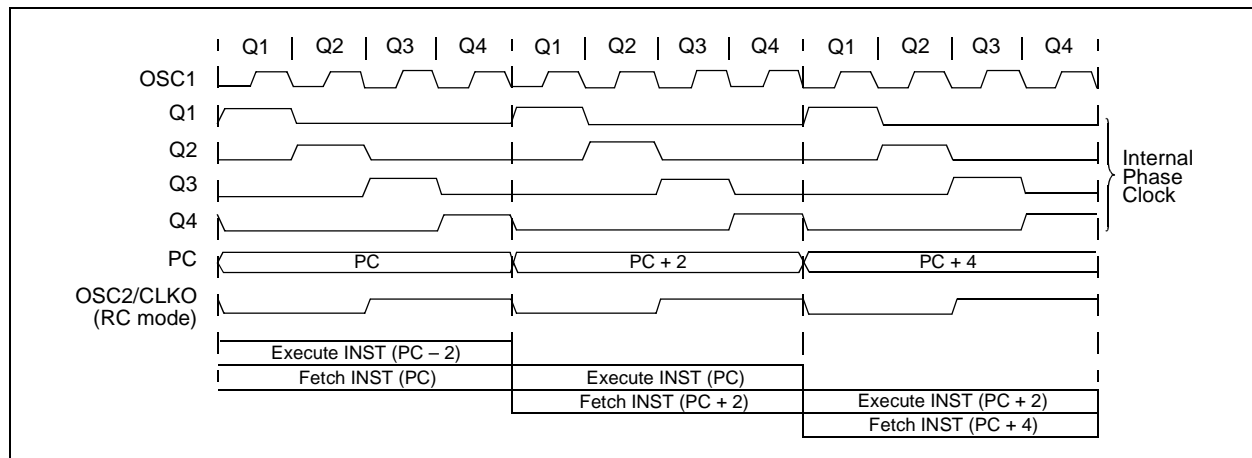 Q1 Q2 Q3 Q4 Q1 Q2 Q3 Q4 Q1 Q2 Q3 Q4
OSC1
Q1
Q2
Q3
Q4
Internal
Phase
Clock
PC PC PC + 2 PC + 4
OSC2/CLKO
(RC mode)
Execute INST (PC – 2)
Fetch INST (PC) Execute INST (PC)
Fetch INST (PC + 2) Execute INST (PC + 2)
Fetch INST (PC + 4)